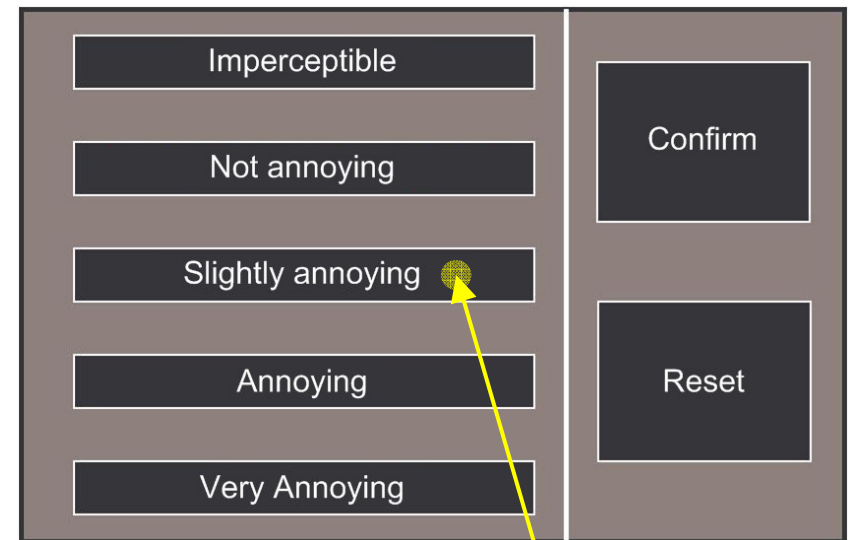 Imperceptible
Not annoying
Slightly annoying
Annoying
Very Annoying
Confirm
Reset